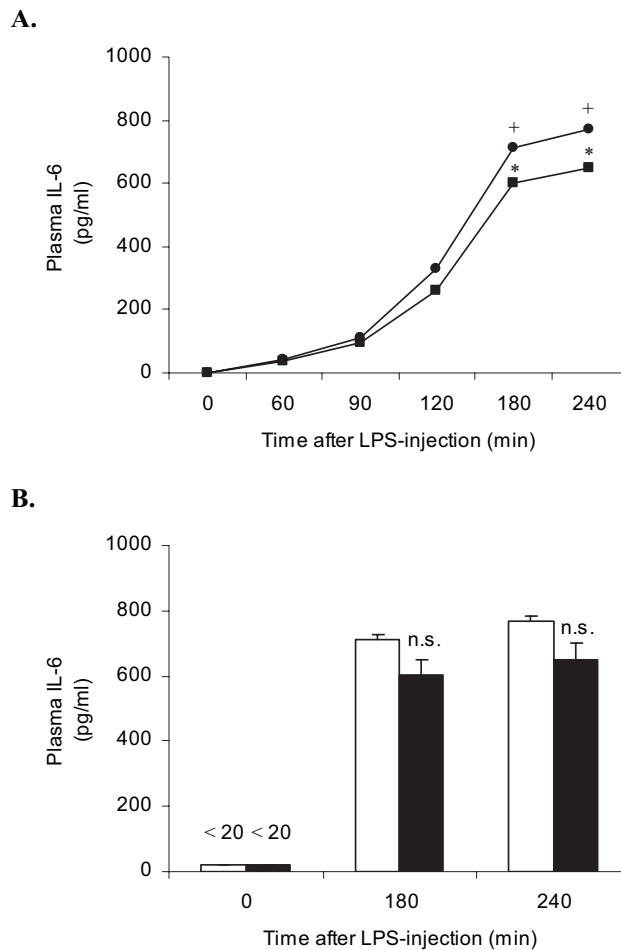 A.
1000
800
600
400
200
0
Plasma IL-6
(pg/ml)
+
+
*
*
0 60 90 120 180 240
Time after LPS-injection (min)
B.
1000
800
600
400
200
0
Plasma IL-6
(pg/ml)
n.s.
n.s.
< 20 < 20
0 180 240
Time after LPS-injection (min)